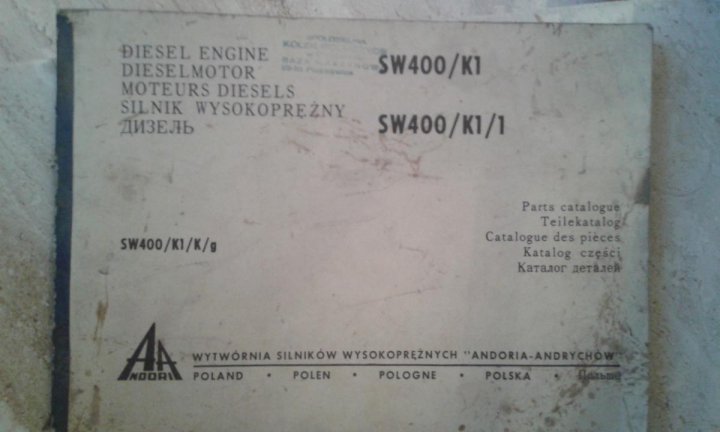 DIESEL ENGINE
DIESELMOTOR
MOTEURS DIESELS
SILNIK WYSOKOPRĘŻNY
ДИЗЕЛЬ
SW400/K1
SW400/K1/1
Parts catalogue
Teilekatalog
Catalogue des pièces
Katalog części
Каталог деталей
SW400/K1/K/g
ANDORIA
WYTWÓRNIA SILNIKÓW WYSOKOPRĘŻNYCH "ANDORIA-ANDRYCHÓW"
POLAND • POLEN • POLOGNE • POLSKA • Польша